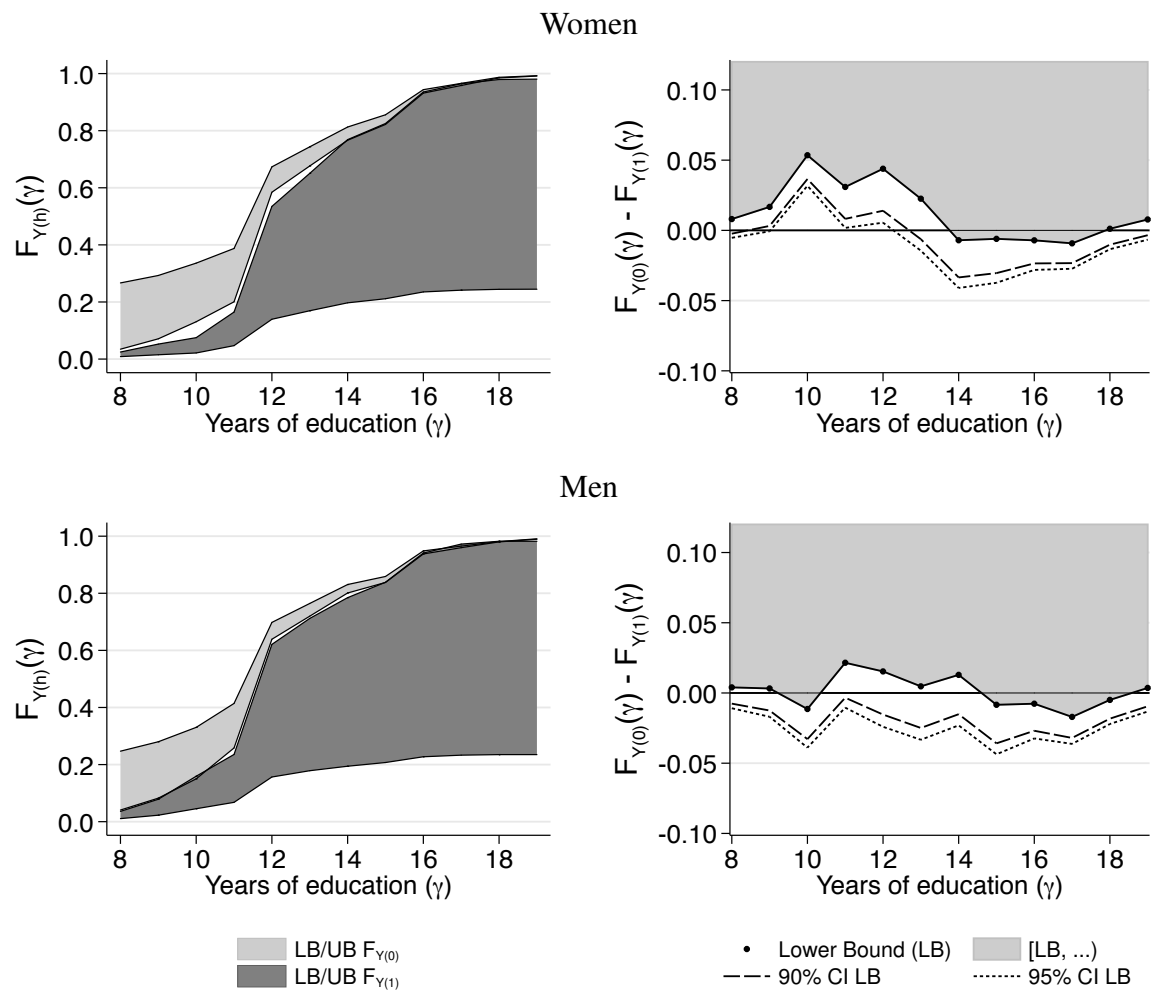 Women
1.0
0.8
0.6
0.4
0.2
0.0
F_Y(h)(γ)
8 10 12 14 16 18
Years of education (γ)
0.10
0.05
0.00
-0.05
-0.10
F_Y(0)(γ) - F_Y(1)(γ)
8 10 12 14 16 18
Years of education (γ)
Men
1.0
0.8
0.6
0.4
0.2
0.0
F_Y(h)(γ)
8 10 12 14 16 18
Years of education (γ)
0.10
0.05
0.00
-0.05
-0.10
F_Y(0)(γ) - F_Y(1)(γ)
8 10 12 14 16 18
Years of education (γ)
LB/UB F_Y(0)
LB/UB F_Y(1)
Lower Bound (LB) [LB, ...)
90% CI LB 95% CI LB